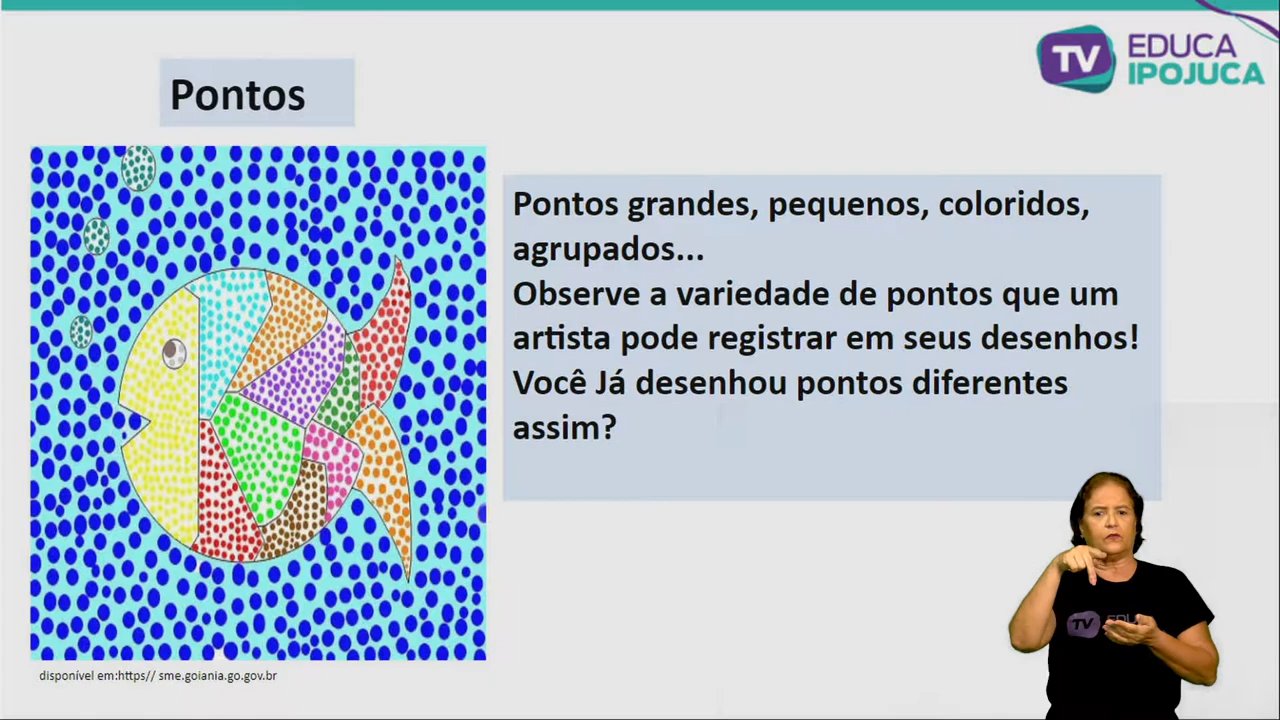 TV EDUCA
IPOJUCA
Pontos
Pontos grandes, pequenos, coloridos,
agrupados...
Observe a variedade de pontos que um
artista pode registrar em seus desenhos!
Você Já desenhou pontos diferentes
assim?
disponível em:https// sme.goiania.go.gov.br
TV